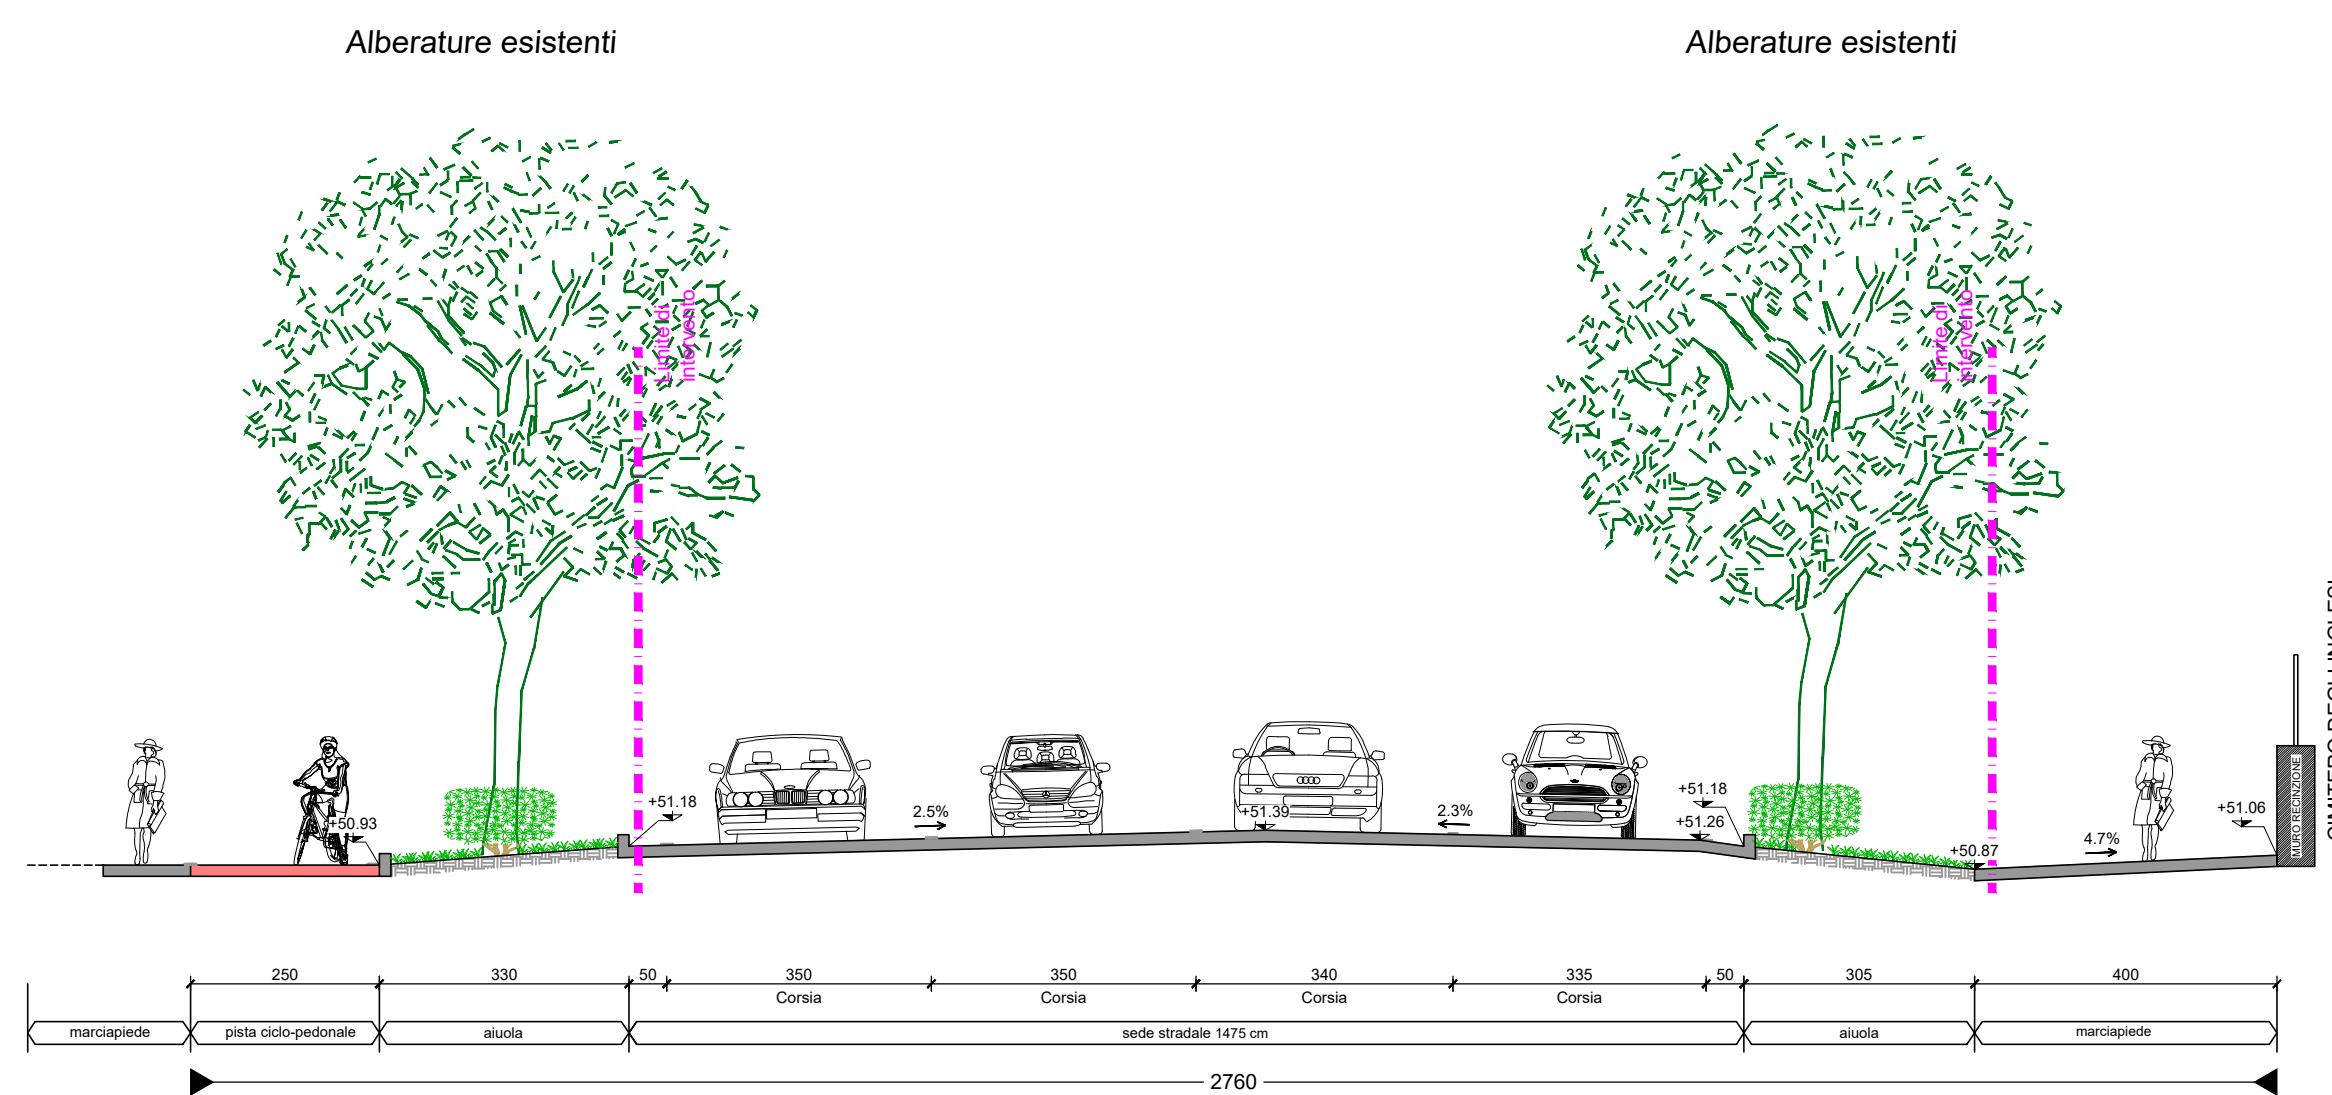 Alberature esistenti
Alberature esistenti
Limite di
intervento
Limite di
intervento
+50.93
+51.18
2.5%
+51.39
2.3%
+51.18
+51.26
+50.87
4.7%
+51.06
MURO RECINZIONE
CIMITERO DEGLI INGLESI
250
330
50
350
350
340
335
50
305
400
Corsia
Corsia
Corsia
Corsia
marciapiede
pista ciclo-pedonale
aiuola
sede stradale 1475 cm
aiuola
marciapiede
2760